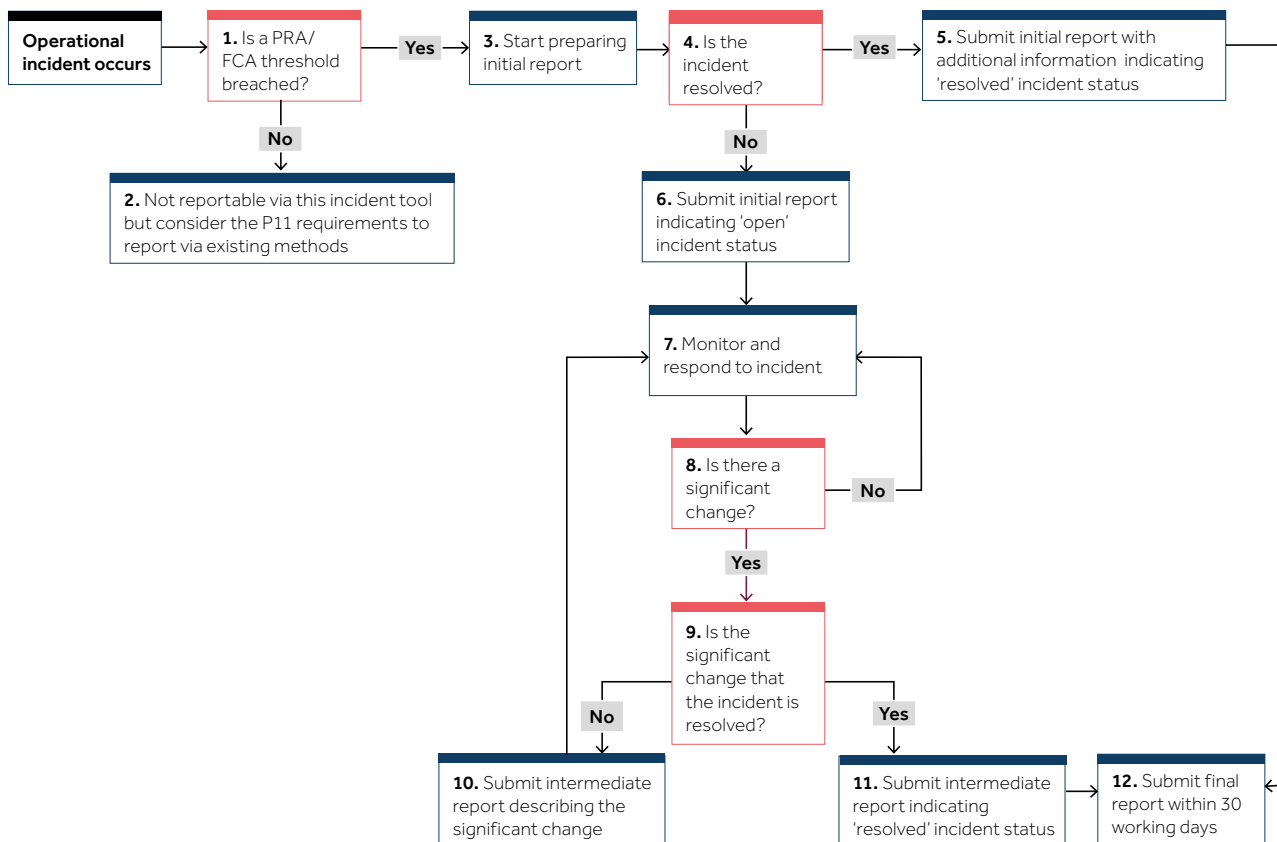 Operational
incident occurs
1. Is a PRA/
FCA threshold
breached?
Yes
3. Start preparing
initial report
4. Is the
incident
resolved?
Yes
5. Submit initial report with
additional information indicating
'resolved' incident status
No
2. Not reportable via this incident tool
but consider the P11 requirements to
report via existing methods
No
6. Submit initial report
indicating 'open'
incident status
7. Monitor and
respond to incident
8. Is there a
significant
change?
No
Yes
9. Is the
significant
change that
the incident is
resolved?
No
Yes
10. Submit intermediate
report describing the
significant change
11. Submit intermediate
report indicating
'resolved' incident status
12. Submit final
report within 30
working days